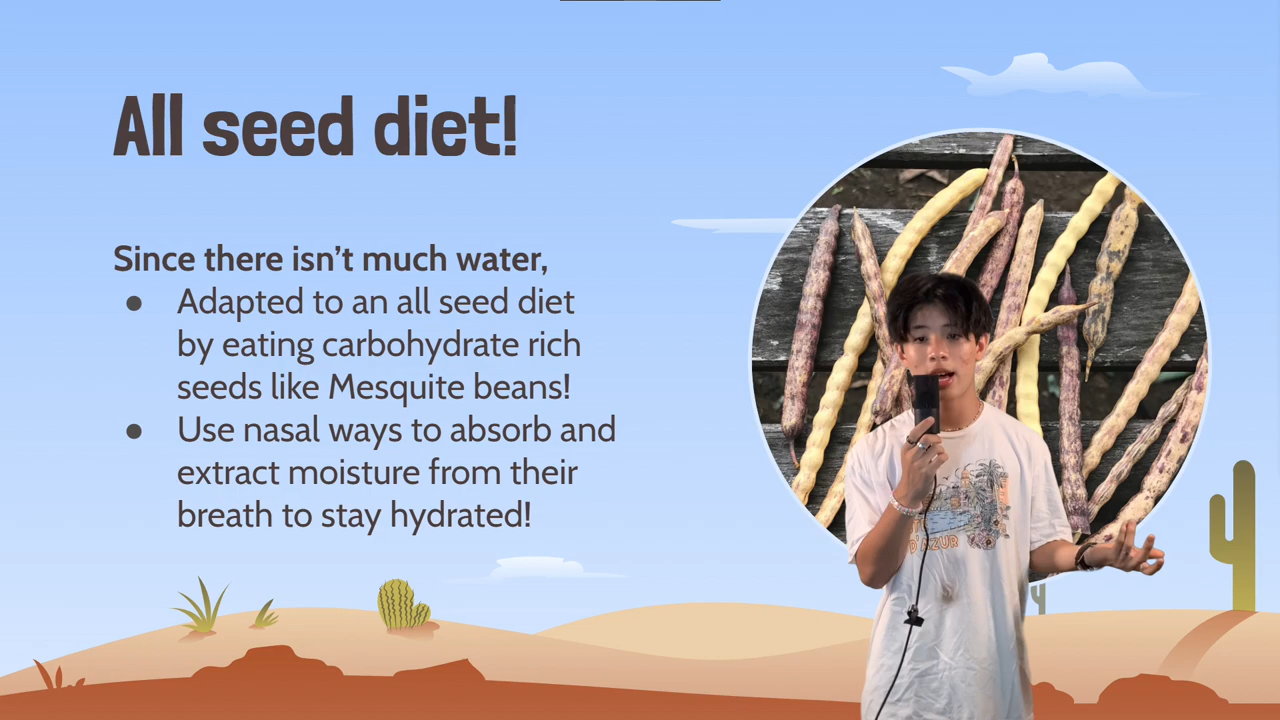 All seed diet!
Since there isn't much water,
● Adapted to an all seed diet
by eating carbohydrate rich
seeds like Mesquite beans!
● Use nasal ways to absorb and
extract moisture from their
breath to stay hydrated!
D'AZUR